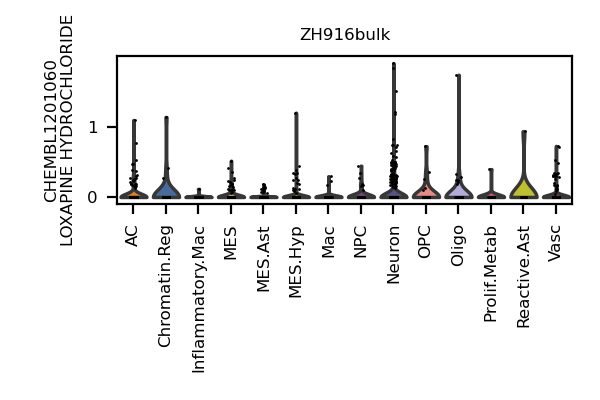 ZH916bulk
CHEMBL1201060
LOXAPINE HYDROCHLORIDE
1
0
AC
Chromatin.Reg
Inflammatory.Mac
MES
MES.Ast
MES.Hyp
Mac
NPC
Neuron
OPC
Oligo
Prolif.Metab
Reactive.Ast
Vasc